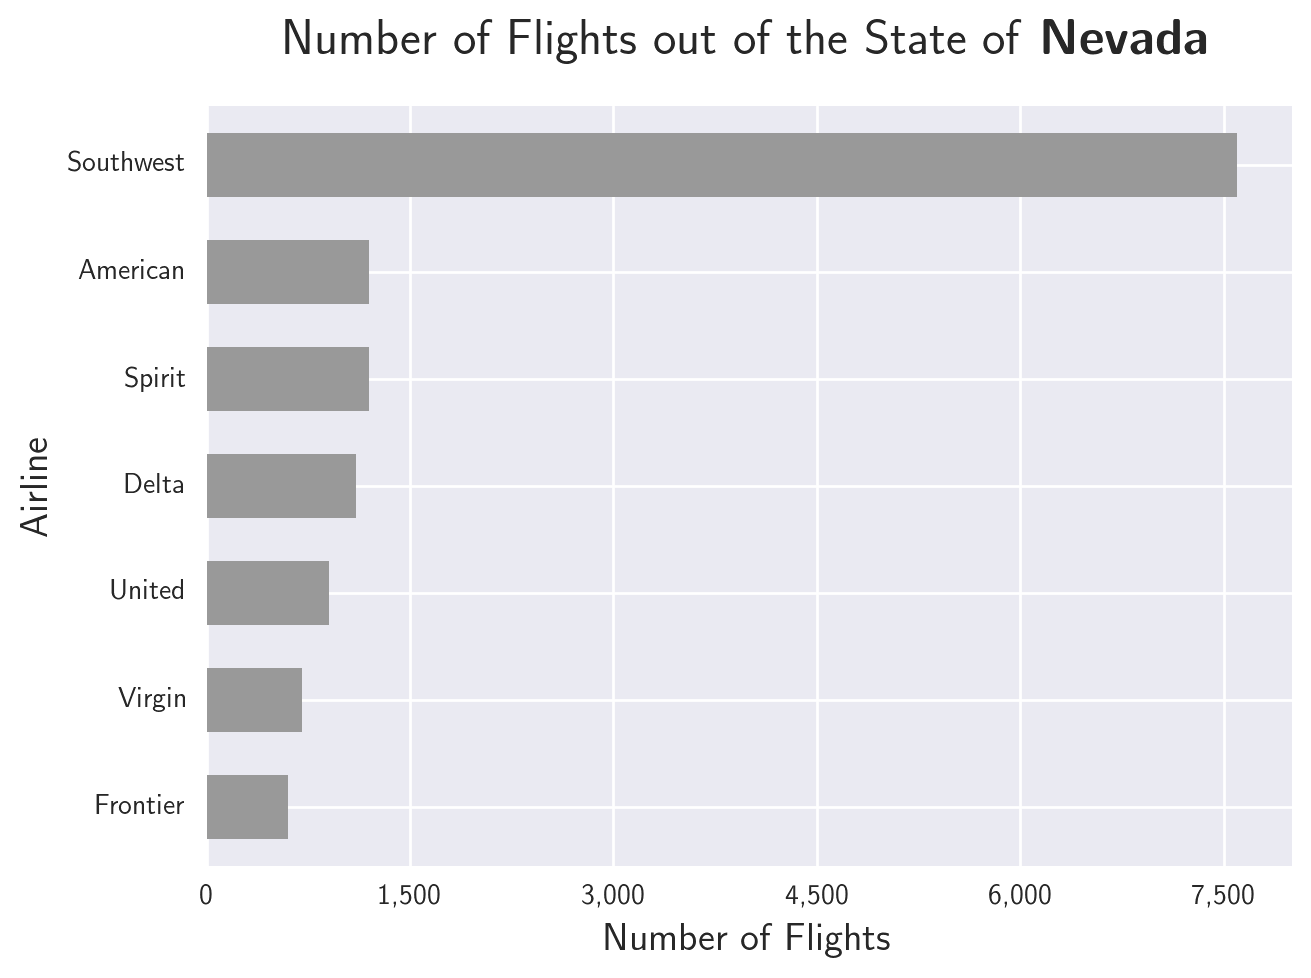 Number of Flights out of the State of Nevada
Southwest
American
Spirit
Delta
United
Virgin
Frontier
Airline
0 1,500 3,000 4,500 6,000 7,500
Number of Flights